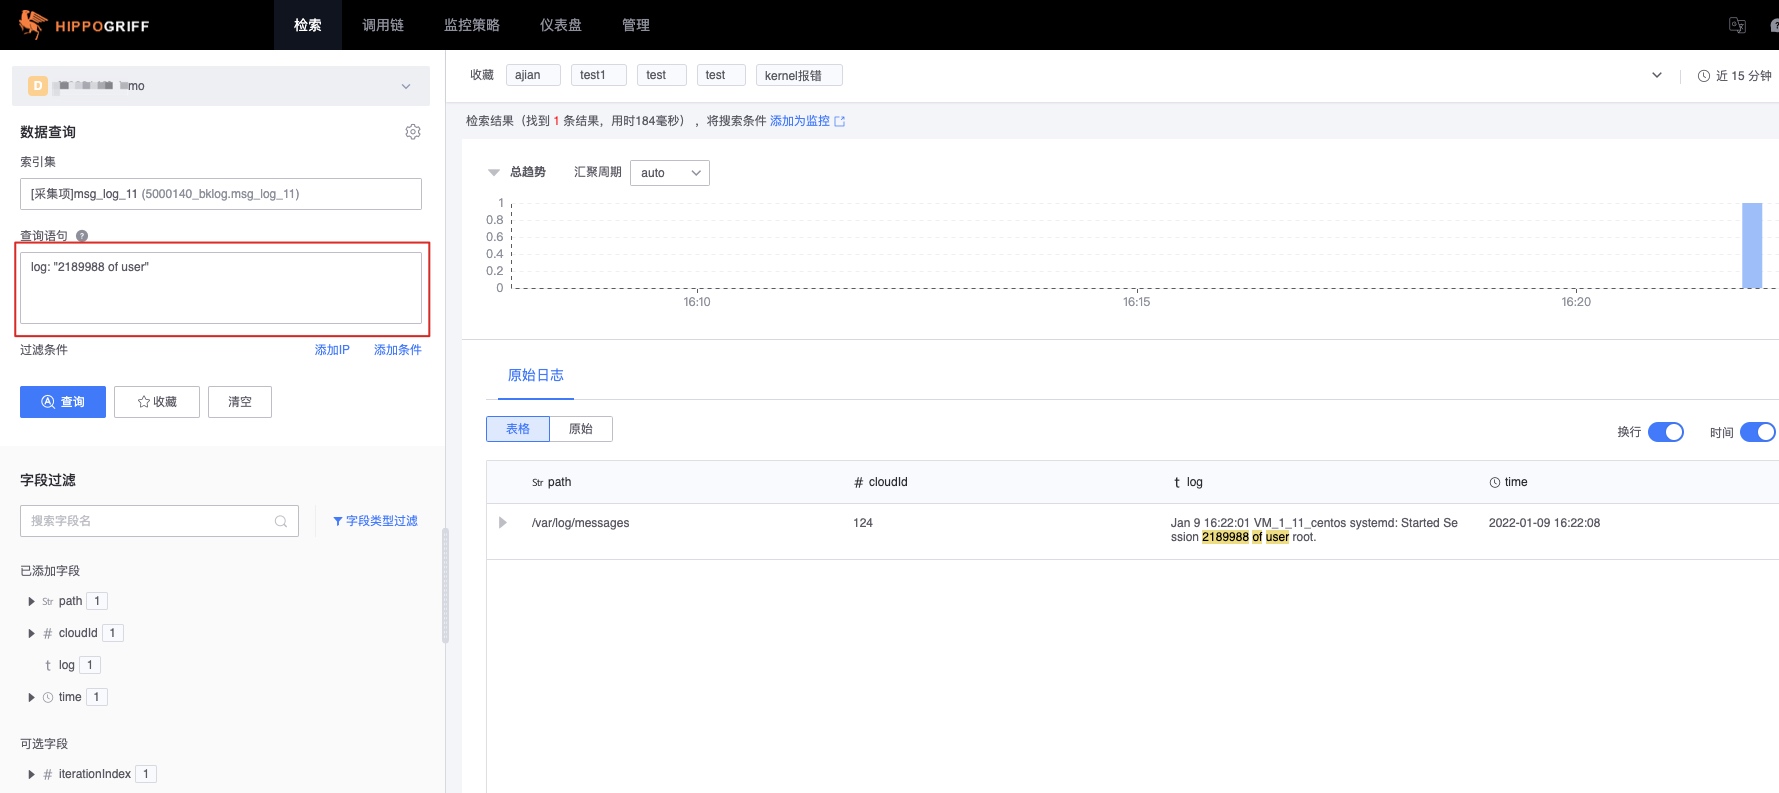 HIPPOGRIFF
检索
调用链
监控策略
仪表盘
管理
D
mo
数据查询
索引集
[采集项]msg_log_11 (5000140_bklog.msg_log_11)
查询语句 ?
log: "2189988 of user"
过滤条件
添加IP
添加条件
查询
收藏
清空
字段过滤
搜索字段名
字段类型过滤
已添加字段
Str path 1
# cloudId 1
t log 1
time 1
可选字段
# iterationIndex 1
收藏
ajian
test1
test
test
kernel报错
近 15 分钟
检索结果（找到 1 条结果，用时184毫秒），将搜索条件 添加为监控
总趋势
汇聚周期
auto
1
0.8
0.6
0.4
0.2
0
16:10
16:15
16:20
原始日志
表格
原始
换行
时间
Str path
# cloudId
t log
time
/var/log/messages
124
Jan 9 16:22:01 VM_1_11_centos systemd: Started Se
ssion 2189988 of user root.
2022-01-09 16:22:08